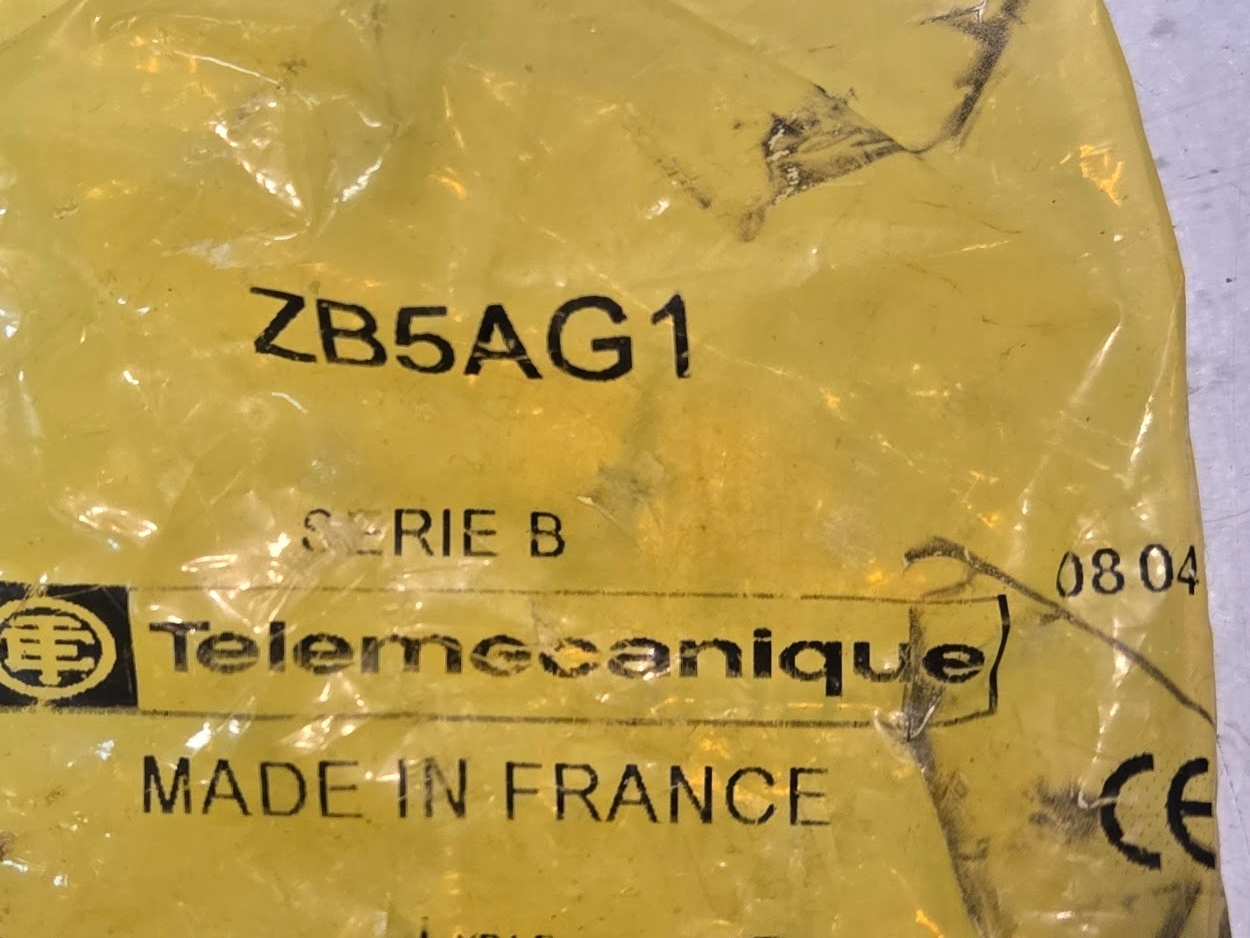 ZB5AG1
SERIE B
08 04
Telemecanique
MADE IN FRANCE
CE